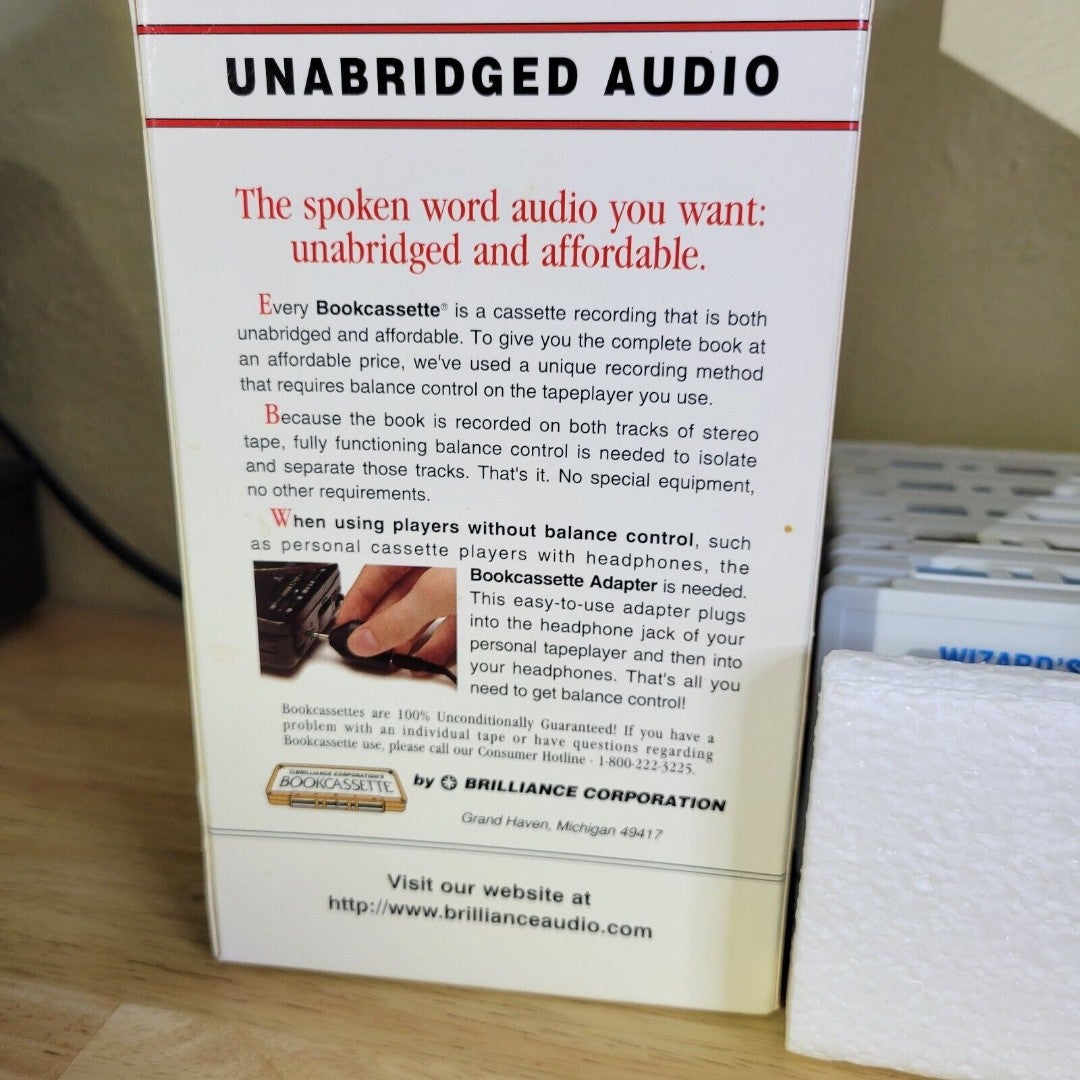 UNABRIDGED AUDIO
The spoken word audio you want:
unabridged and affordable.
Every Bookcassette® is a cassette recording that is both
unabridged and affordable. To give you the complete book at
an affordable price, we've used a unique recording method
that requires balance control on the tapeplayer you use.
Because the book is recorded on both tracks of stereo
tape, fully functioning balance control is needed to isolate
and separate those tracks. That's it. No special equipment,
no other requirements.
When using players without balance control, such
as personal cassette players with headphones, the
Bookcassette Adapter is needed.
This easy-to-use adapter plugs
into the headphone jack of your
personal tapeplayer and then into
your headphones. That's all you
need to get balance control!
Bookcassettes are 100% Unconditionally Guaranteed! If you have a
problem with an individual tape or have questions regarding
Bookcassette use, please call our Consumer Hotline - 1-800-222-3225.
BRILLIANCE CORPORATION'S
BOOKCASSETTE
by BRILLIANCE CORPORATION
Grand Haven, Michigan 49417
Visit our website at
http://www.brillianceaudio.com
WIZARD'S